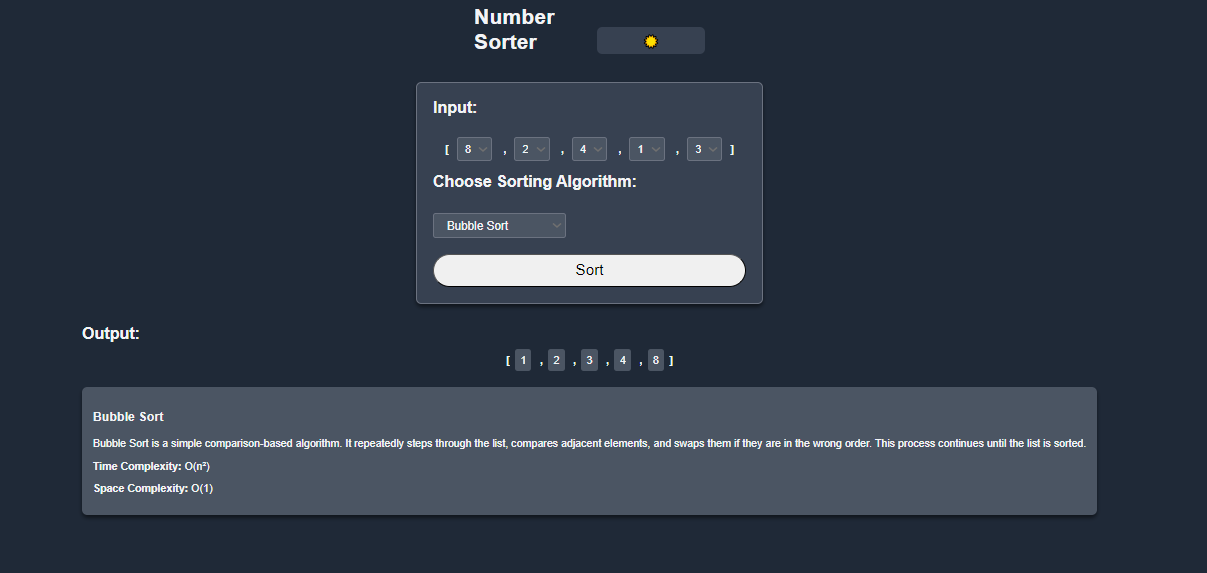 Number
Sorter
Input:
[ 8 , 2 , 4 , 1 , 3 ]
Choose Sorting Algorithm:
Bubble Sort
Sort
Output:
[ 1 , 2 , 3 , 4 , 8 ]
Bubble Sort
Bubble Sort is a simple comparison-based algorithm. It repeatedly steps through the list, compares adjacent elements, and swaps them if they are in the wrong order. This process continues until the list is sorted.
Time Complexity: O(n²)
Space Complexity: O(1)